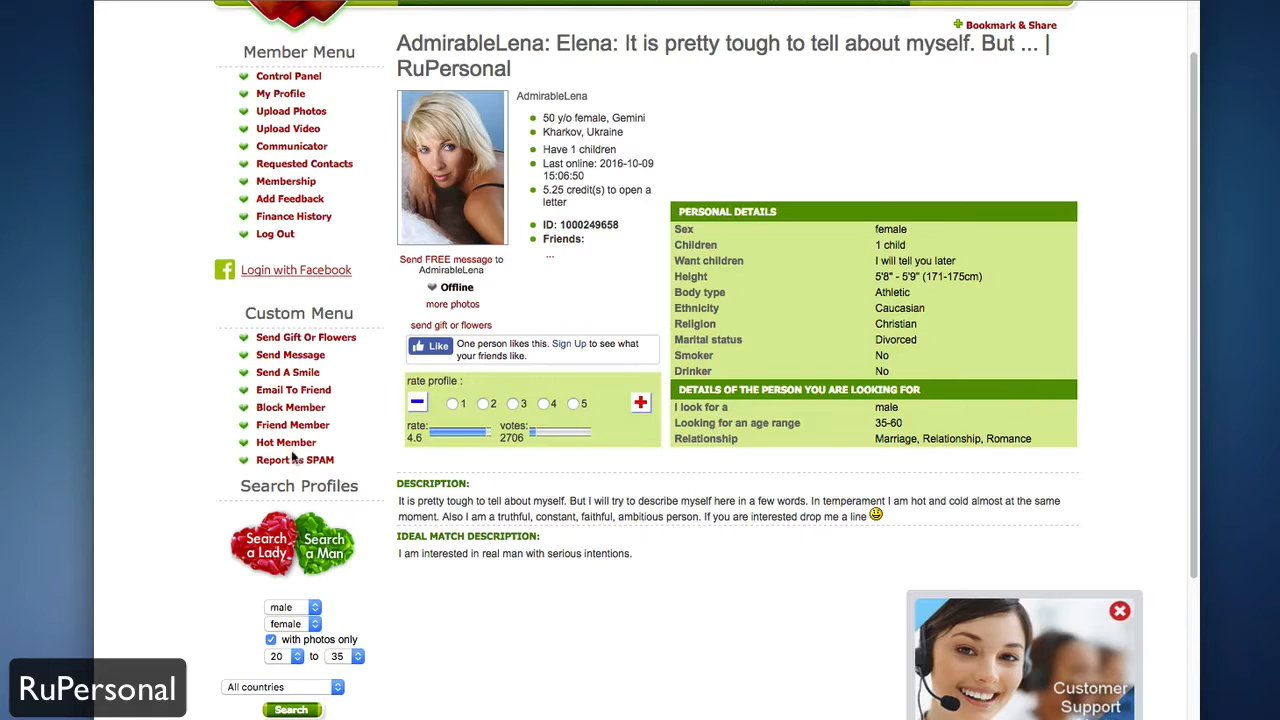 Bookmark & Share
Member Menu
Control Panel
My Profile
Upload Photos
Upload Video
Communicator
Requested Contacts
Membership
Add Feedback
Finance History
Log Out
Login with Facebook
Custom Menu
Send Gift Or Flowers
Send Message
Send A Smile
Email To Friend
Block Member
Friend Member
Hot Member
Report As SPAM
Search Profiles
Search a Lady
Search a Man
male
female
with photos only
20 to 35
All countries
Search
AdmirableLena: Elena: It is pretty tough to tell about myself. But ... |
RuPersonal
AdmirableLena
50 y/o female, Gemini
Kharkov, Ukraine
Have 1 children
Last online: 2016-10-09
15:06:50
5.25 credit(s) to open a
letter
ID: 1000249658
Friends:
...
Send FREE message to
AdmirableLena
Offline
more photos
send gift or flowers
Like
One person likes this. Sign Up to see what
your friends like.
rate profile :
1 2 3 4 5
rate: votes:
4.6 2706
PERSONAL DETAILS
Sex female
Children 1 child
Want children I will tell you later
Height 5'8" - 5'9" (171-175cm)
Body type Athletic
Ethnicity Caucasian
Religion Christian
Marital status Divorced
Smoker No
Drinker No
DETAILS OF THE PERSON YOU ARE LOOKING FOR
I look for a male
Looking for an age range 35-60
Relationship Marriage, Relationship, Romance
DESCRIPTION:
It is pretty tough to tell about myself. But I will try to describe myself here in a few words. In temperament I am hot and cold almost at the same
moment. Also I am a truthful, constant, faithful, ambitious person. If you are interested drop me a line
IDEAL MATCH DESCRIPTION:
I am interested in real man with serious intentions.
Customer
Support
RuPersonal